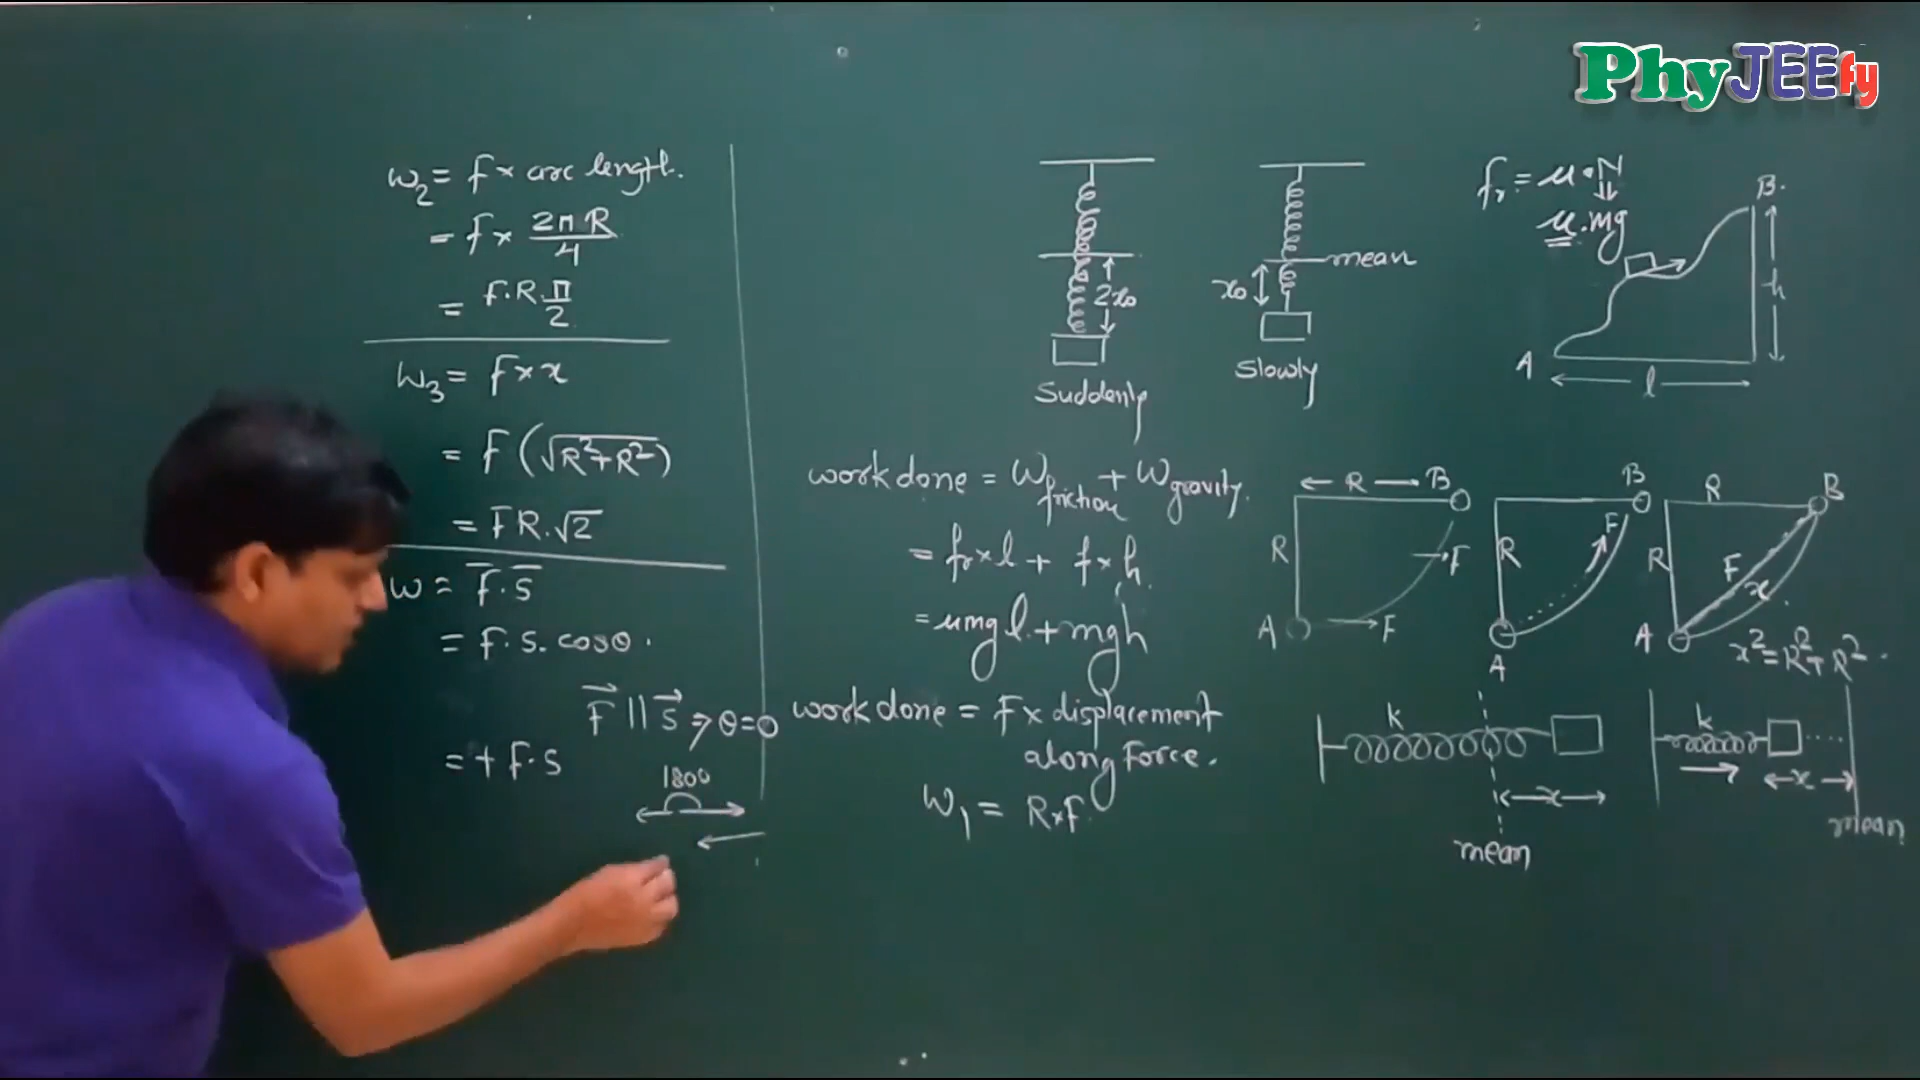 PhyJEEfy
W₂ = F × arc length.
= F × 2πR/4
= F.R.π/2
W₃ = F × x
= F (√R²+R²)
= FR.√2
W = F̄.S̄
= F.S. cosθ.
F⃗ || S⃗ ⇒ θ=0
= + F.S
1800
2x₀
Suddenly
mean
x₀
Slowly
work done = W friction + W gravity.
= fr×l + f×h.
= μmg l. + mgh
work done = F× displacement
along Force.
W₁ = R×F
fr = μ.N
μ.mg
B.
h
A
l
R
B
R
F
A
F
B
F
R
A
R
B
R
F
x
A
x² = R²+R².
k
x
mean
k
x
mean